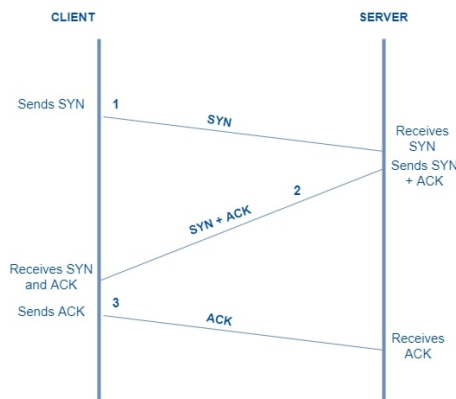 CLIENT
SERVER
Sends SYN
1
SYN
Receives
SYN
Sends SYN
+ ACK
2
SYN + ACK
Receives SYN
and ACK
Sends ACK
3
ACK
Receives
ACK